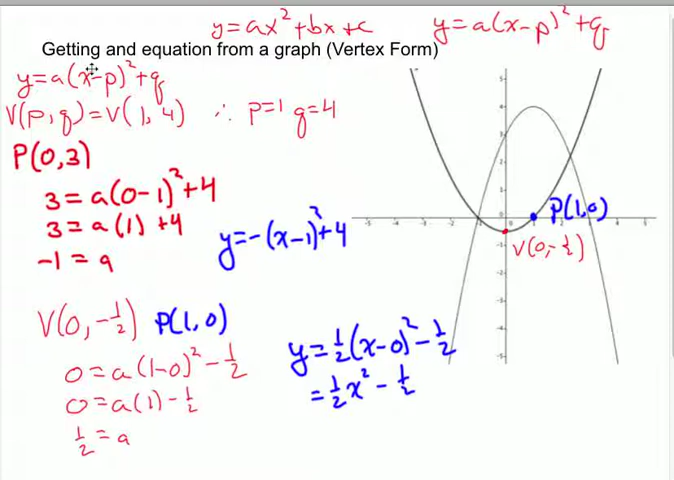 y=ax²+bx+c
y=a(x-p)²+q
Getting and equation from a graph (Vertex Form)
y=a(x-p)²+q
V(p,q)=V(1,4) ∴ p=1 q=4
P(0,3)
3=a(0-1)²+4
3=a(1)+4
-1=a
y=-(x-1)²+4
P(1,0)
V(0,-½)
V(0,-½) P(1,0)
0=a(1-0)²-½
0=a(1)-½
½=a
y=½(x-0)²-½
=½x²-½